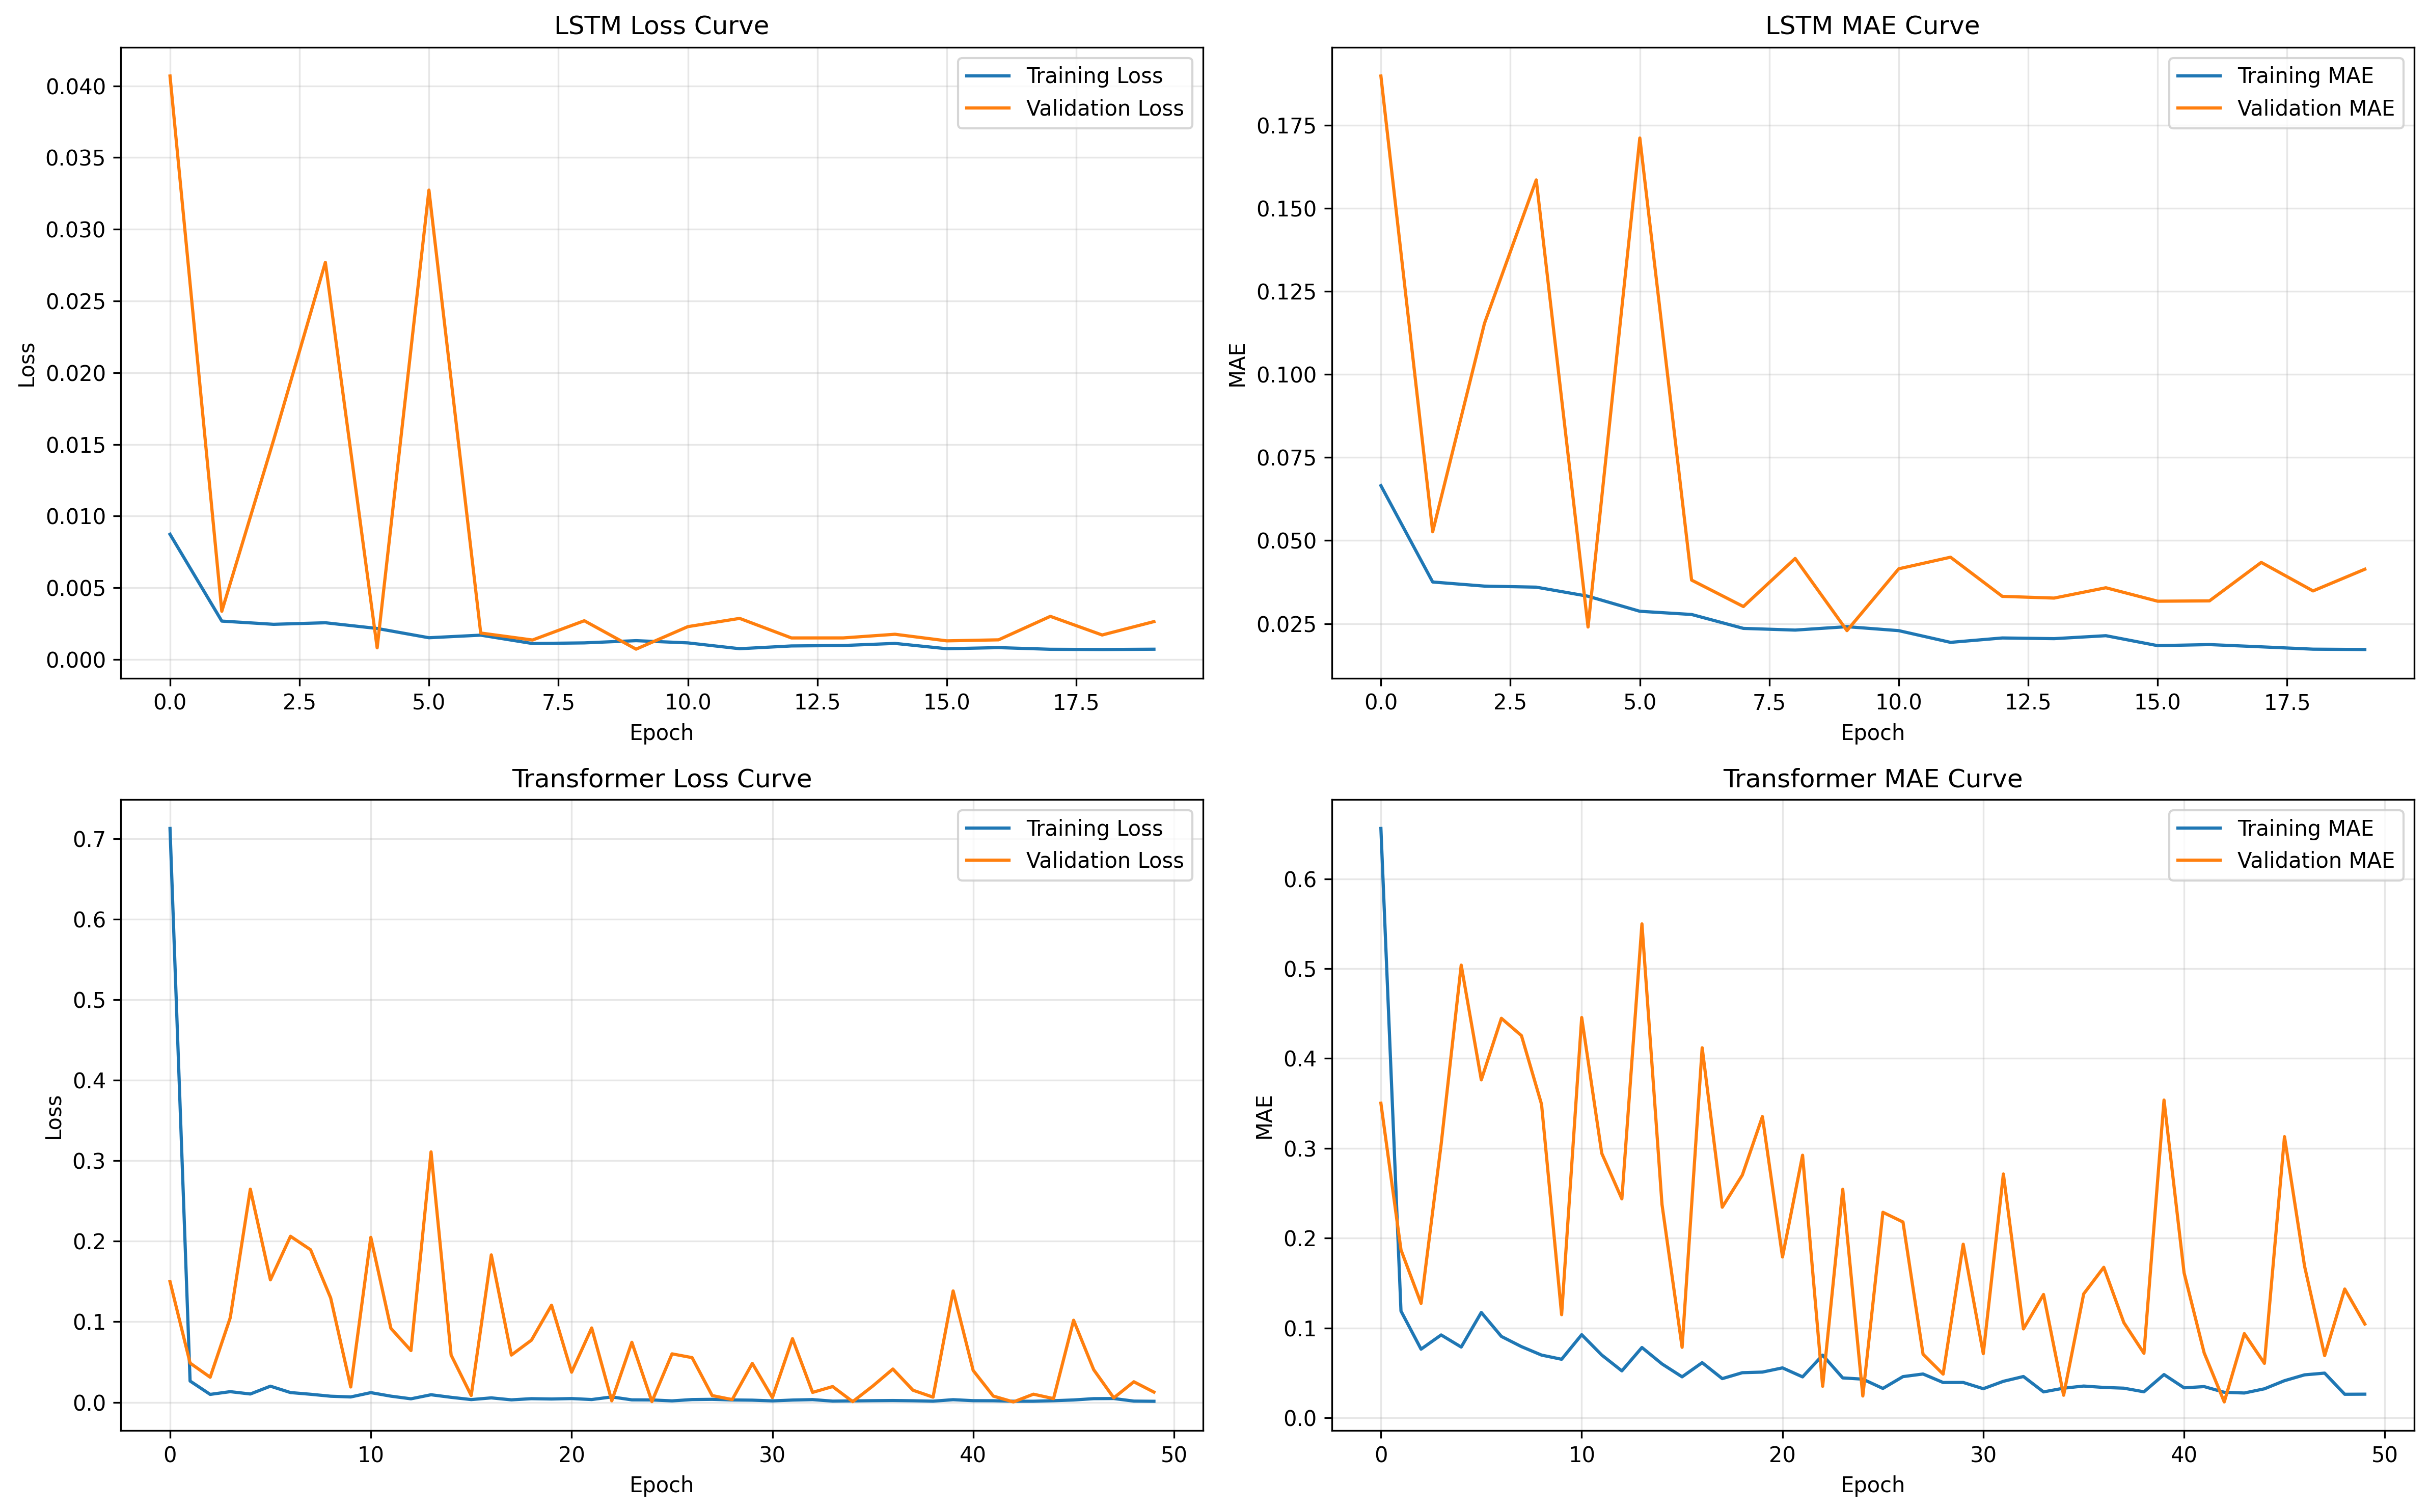 LSTM Loss Curve
Training Loss
Validation Loss
0.040
0.035
0.030
0.025
0.020
0.015
0.010
0.005
0.000
Loss
0.0 2.5 5.0 7.5 10.0 12.5 15.0 17.5
Epoch
LSTM MAE Curve
Training MAE
Validation MAE
0.175
0.150
0.125
0.100
0.075
0.050
0.025
MAE
0.0 2.5 5.0 7.5 10.0 12.5 15.0 17.5
Epoch
Transformer Loss Curve
Training Loss
Validation Loss
0.7
0.6
0.5
0.4
0.3
0.2
0.1
0.0
Loss
0 10 20 30 40 50
Epoch
Transformer MAE Curve
Training MAE
Validation MAE
0.6
0.5
0.4
0.3
0.2
0.1
0.0
MAE
0 10 20 30 40 50
Epoch